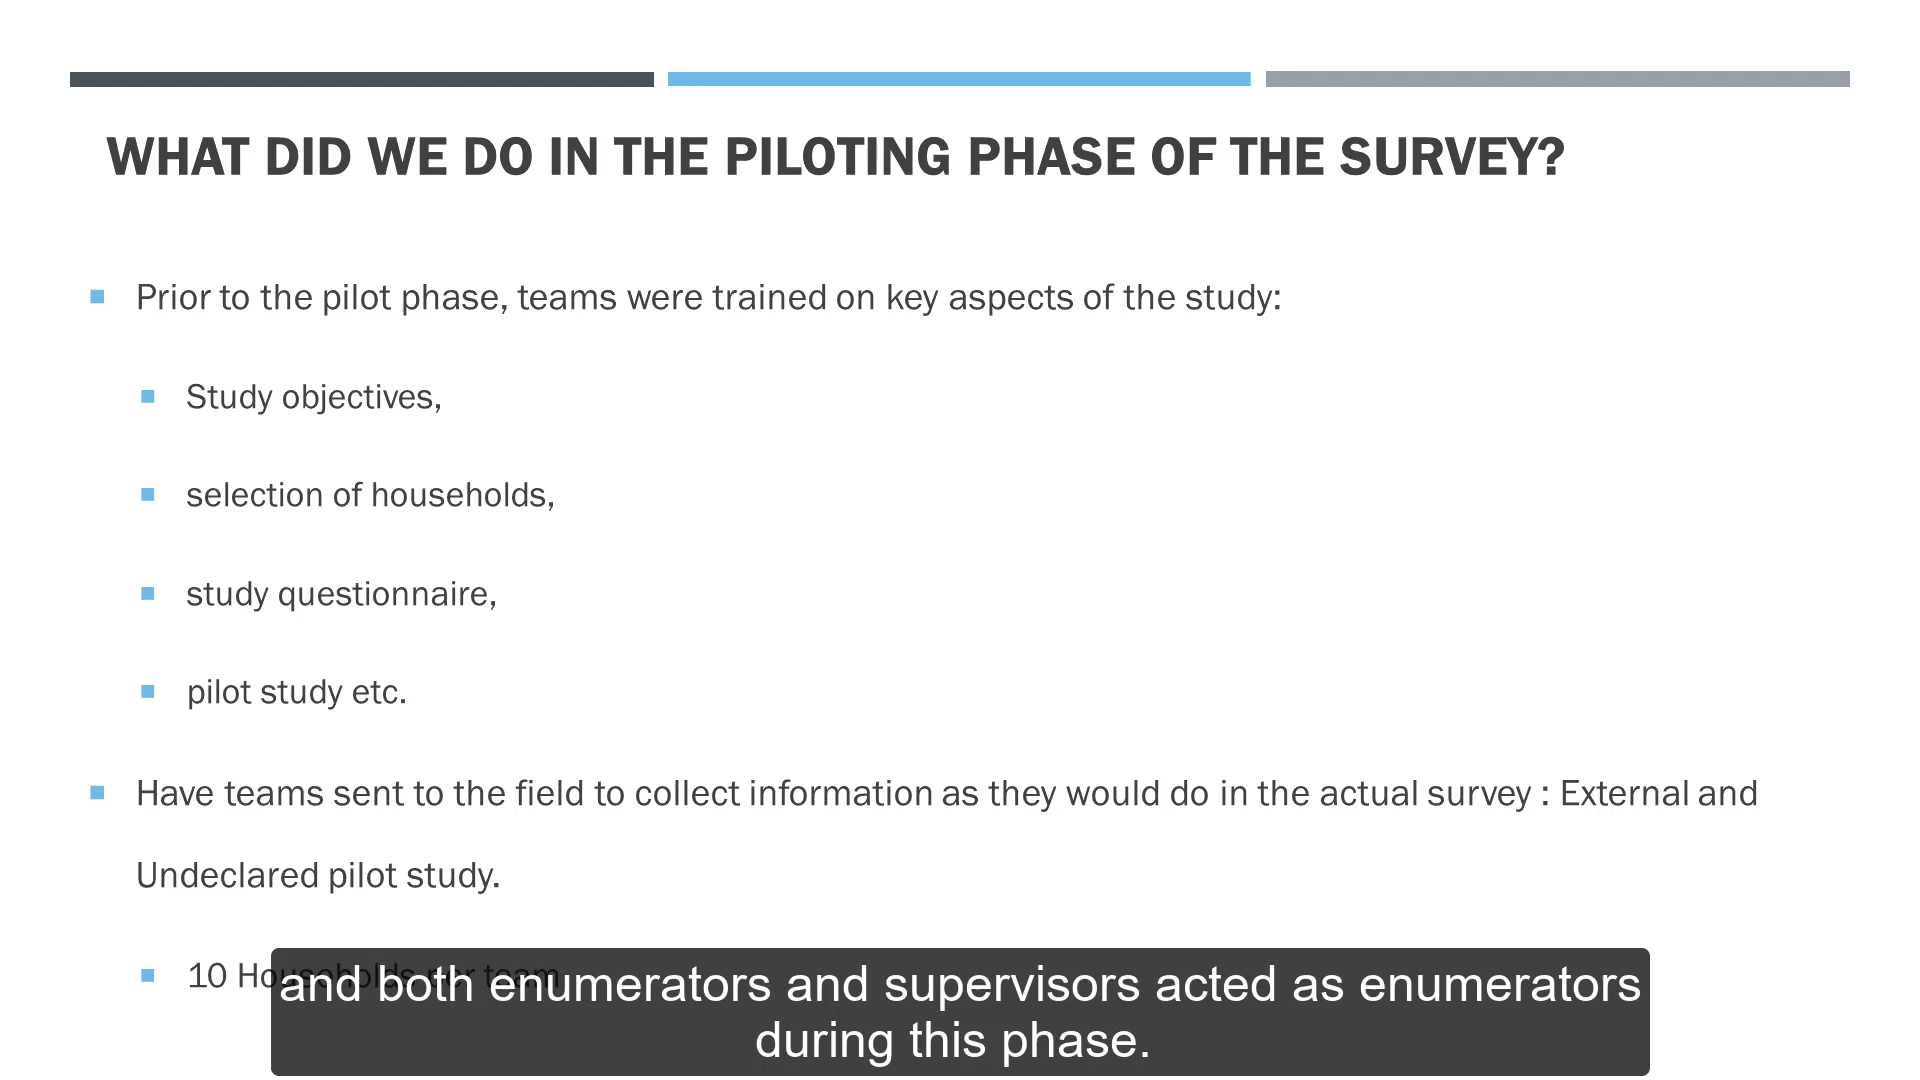 WHAT DID WE DO IN THE PILOTING PHASE OF THE SURVEY?
Prior to the pilot phase, teams were trained on key aspects of the study:
Study objectives,
selection of households,
study questionnaire,
pilot study etc.
Have teams sent to the field to collect information as they would do in the actual survey : External and
Undeclared pilot study.
10 Households per team
and both enumerators and supervisors acted as enumerators
during this phase.